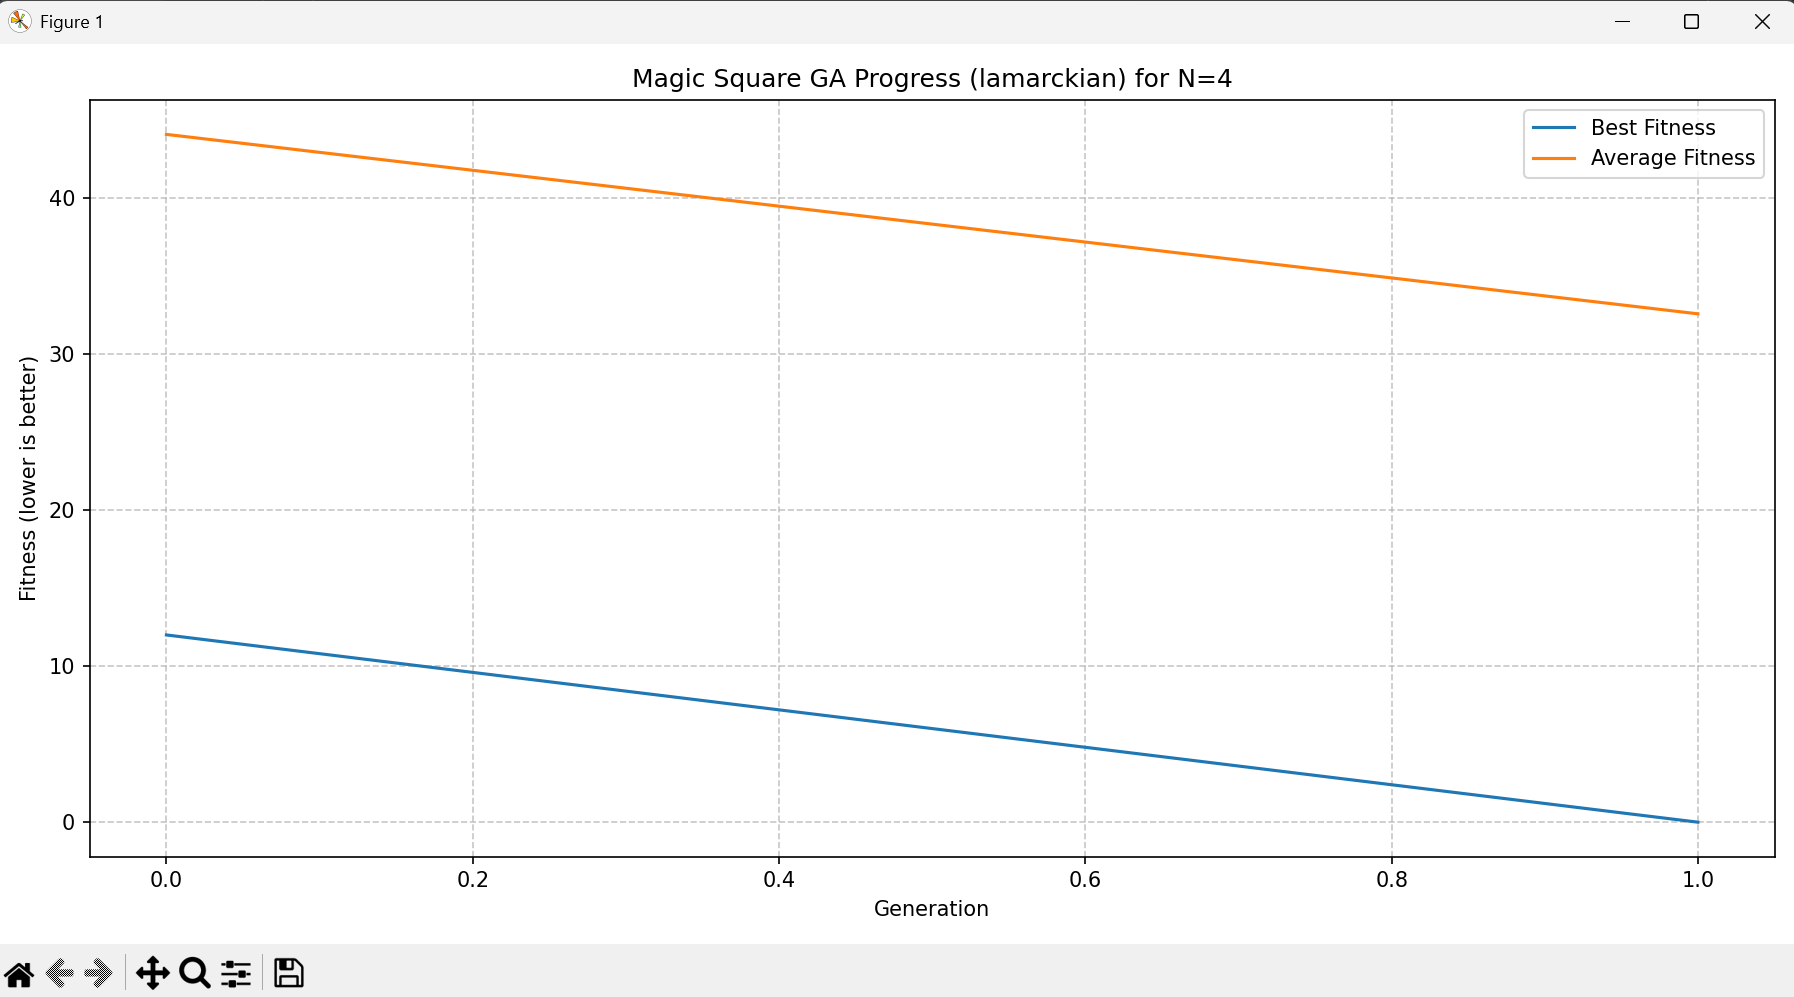 Figure 1
Magic Square GA Progress (lamarckian) for N=4
Best Fitness
Average Fitness
Fitness (lower is better)
40
30
20
10
0
0.0 0.2 0.4 0.6 0.8 1.0
Generation